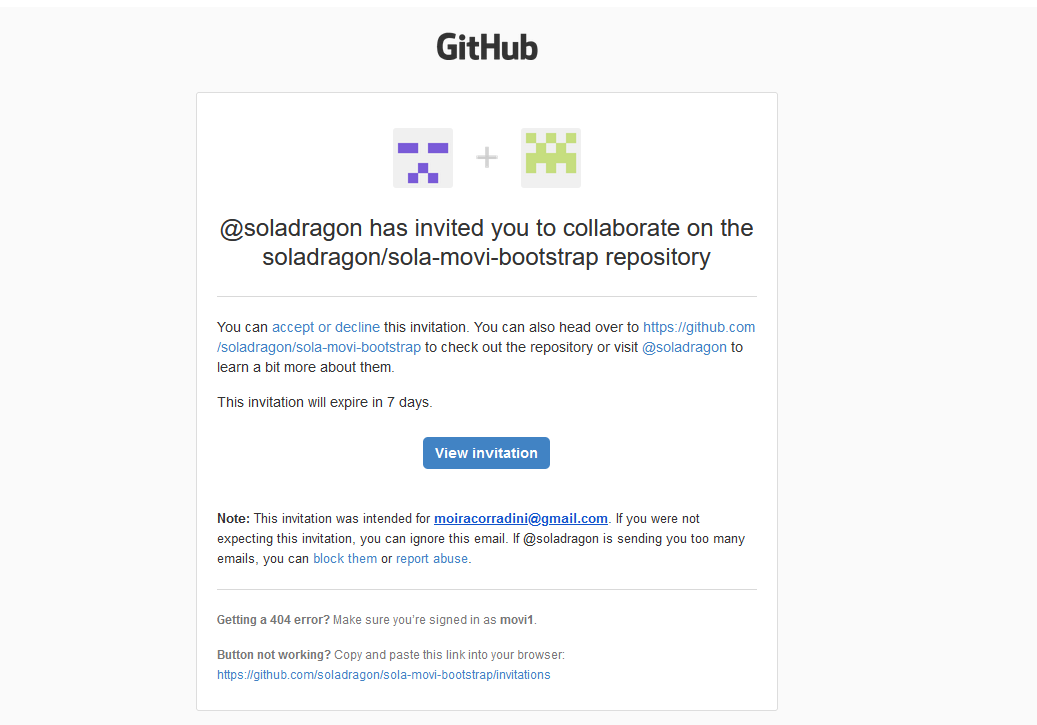 GitHub
@soladragon has invited you to collaborate on the
soladragon/sola-movi-bootstrap repository
You can accept or decline this invitation. You can also head over to https://github.com
/soladragon/sola-movi-bootstrap to check out the repository or visit @soladragon to
learn a bit more about them.
This invitation will expire in 7 days.
View invitation
Note: This invitation was intended for moiracorradini@gmail.com. If you were not
expecting this invitation, you can ignore this email. If @soladragon is sending you too many
emails, you can block them or report abuse.
Getting a 404 error? Make sure you're signed in as movi1.
Button not working? Copy and paste this link into your browser:
https://github.com/soladragon/sola-movi-bootstrap/invitations